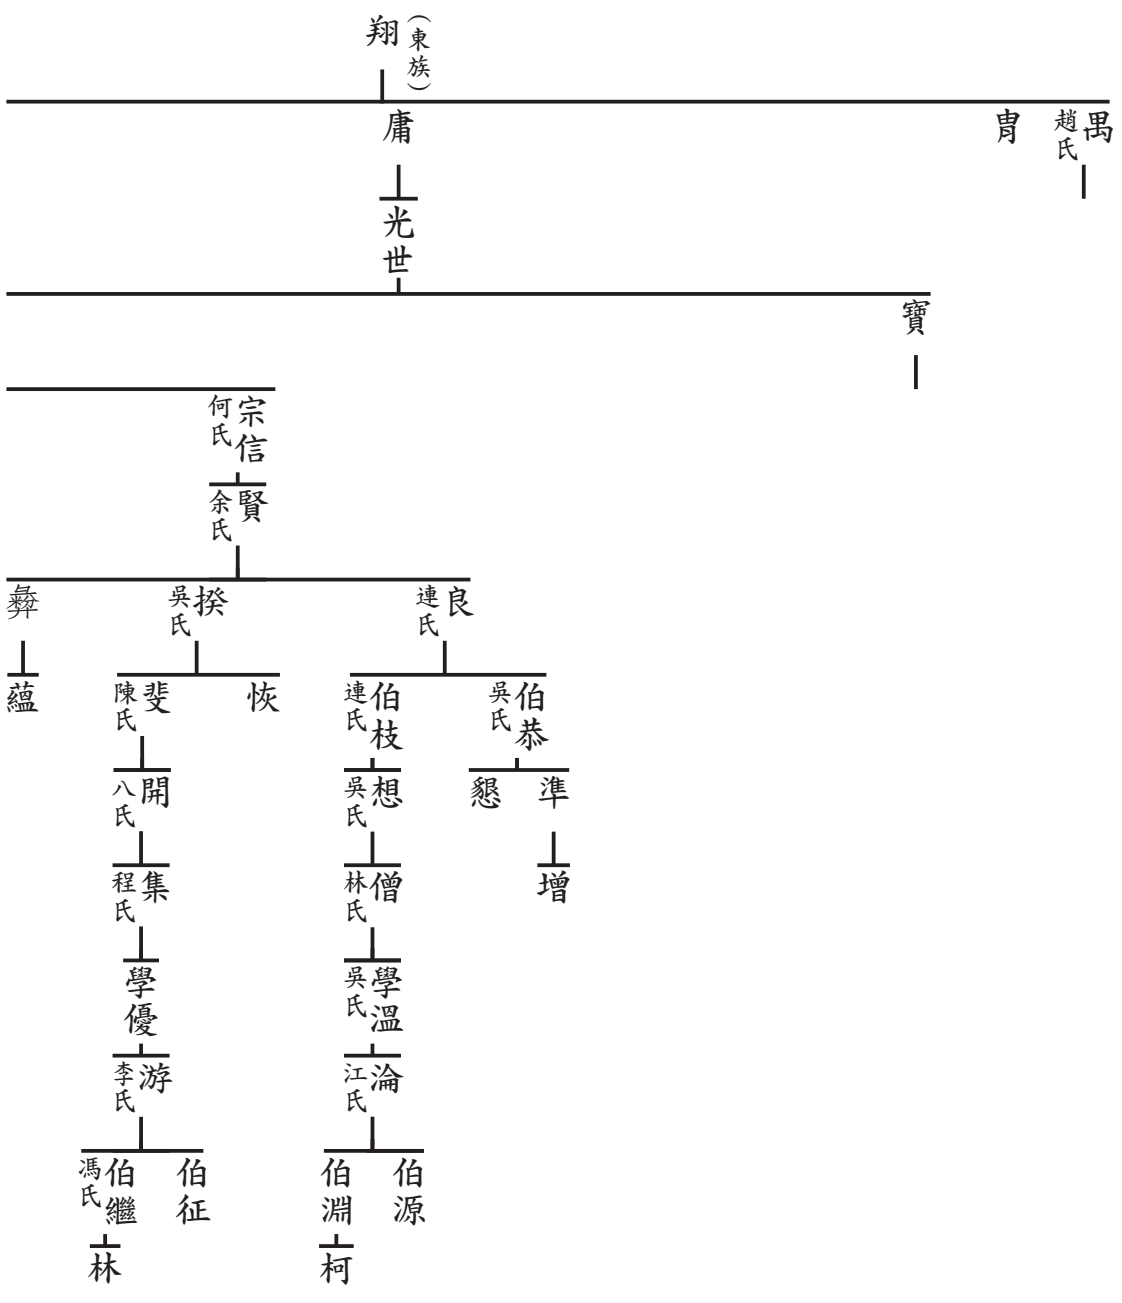 翔（東族）
禺 趙氏
冑
庸
光世
寶
宗信 何氏
賢 余氏
良 連氏
揆 吳氏
彝
伯恭 吳氏
伯枝 連氏
恢
斐 陳氏
蘊
準
懇
想 吳氏
開 八氏
增
僧 林氏
集 程氏
學溫 吳氏
學優
淪 江氏
游 李氏
伯源
伯淵
伯征
伯繼 馮氏
柯
林